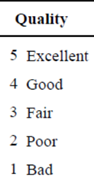 Quality
5 Excellent
4 Good
3 Fair
2 Poor
1 Bad